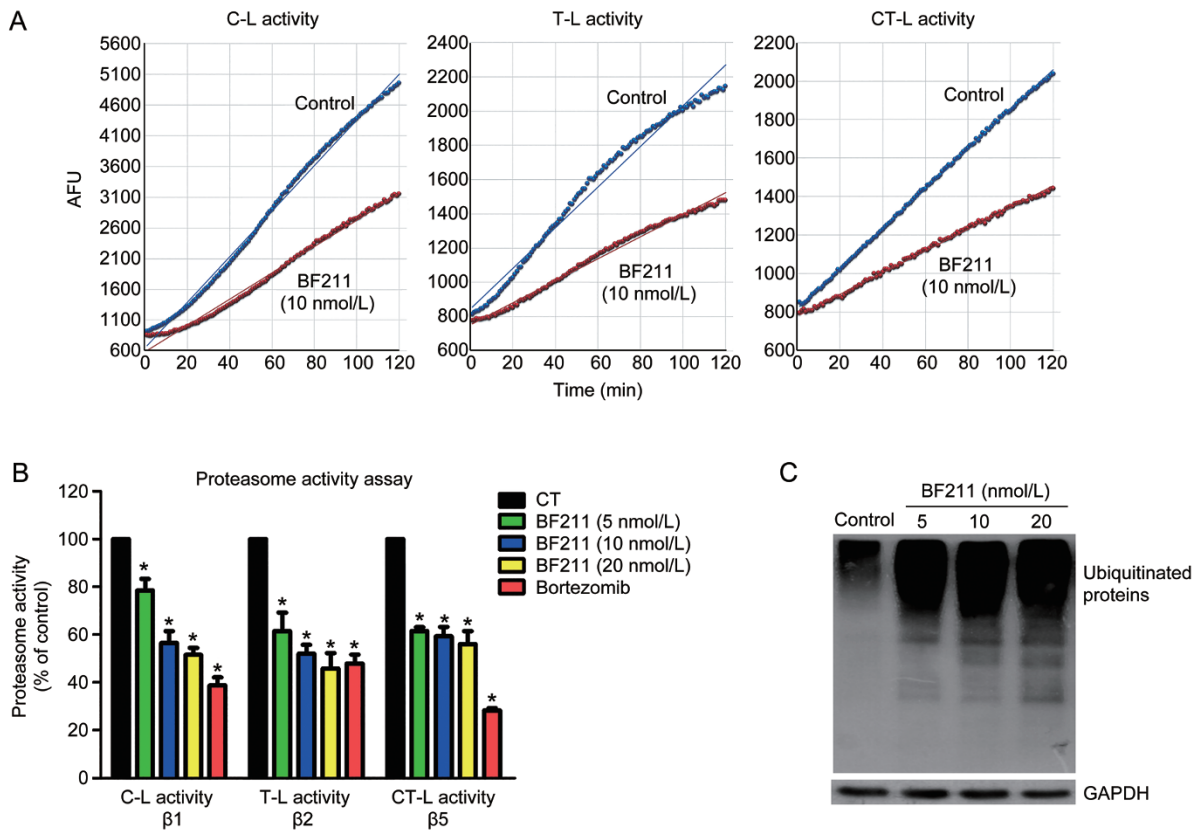 A
C-L activity
5600
5100
4600
4100
3600
3100
2600
2100
1600
1100
600
AFU
Control
BF211
(10 nmol/L)
0 20 40 60 80 100 120
T-L activity
2400
2200
2000
1800
1600
1400
1200
1000
800
600
Control
BF211
(10 nmol/L)
0 20 40 60 80 100 120
Time (min)
CT-L activity
2200
2000
1800
1600
1400
1200
1000
800
600
Control
BF211
(10 nmol/L)
0 20 40 60 80 100 120
B
Proteasome activity assay
Proteasome activity
(% of control)
120
100
80
60
40
20
0
* * * *
* * * *
* * * *
CT
BF211 (5 nmol/L)
BF211 (10 nmol/L)
BF211 (20 nmol/L)
Bortezomib
C-L activity
β1
T-L activity
β2
CT-L activity
β5
C
BF211 (nmol/L)
Control 5 10 20
Ubiquitinated
proteins
GAPDH